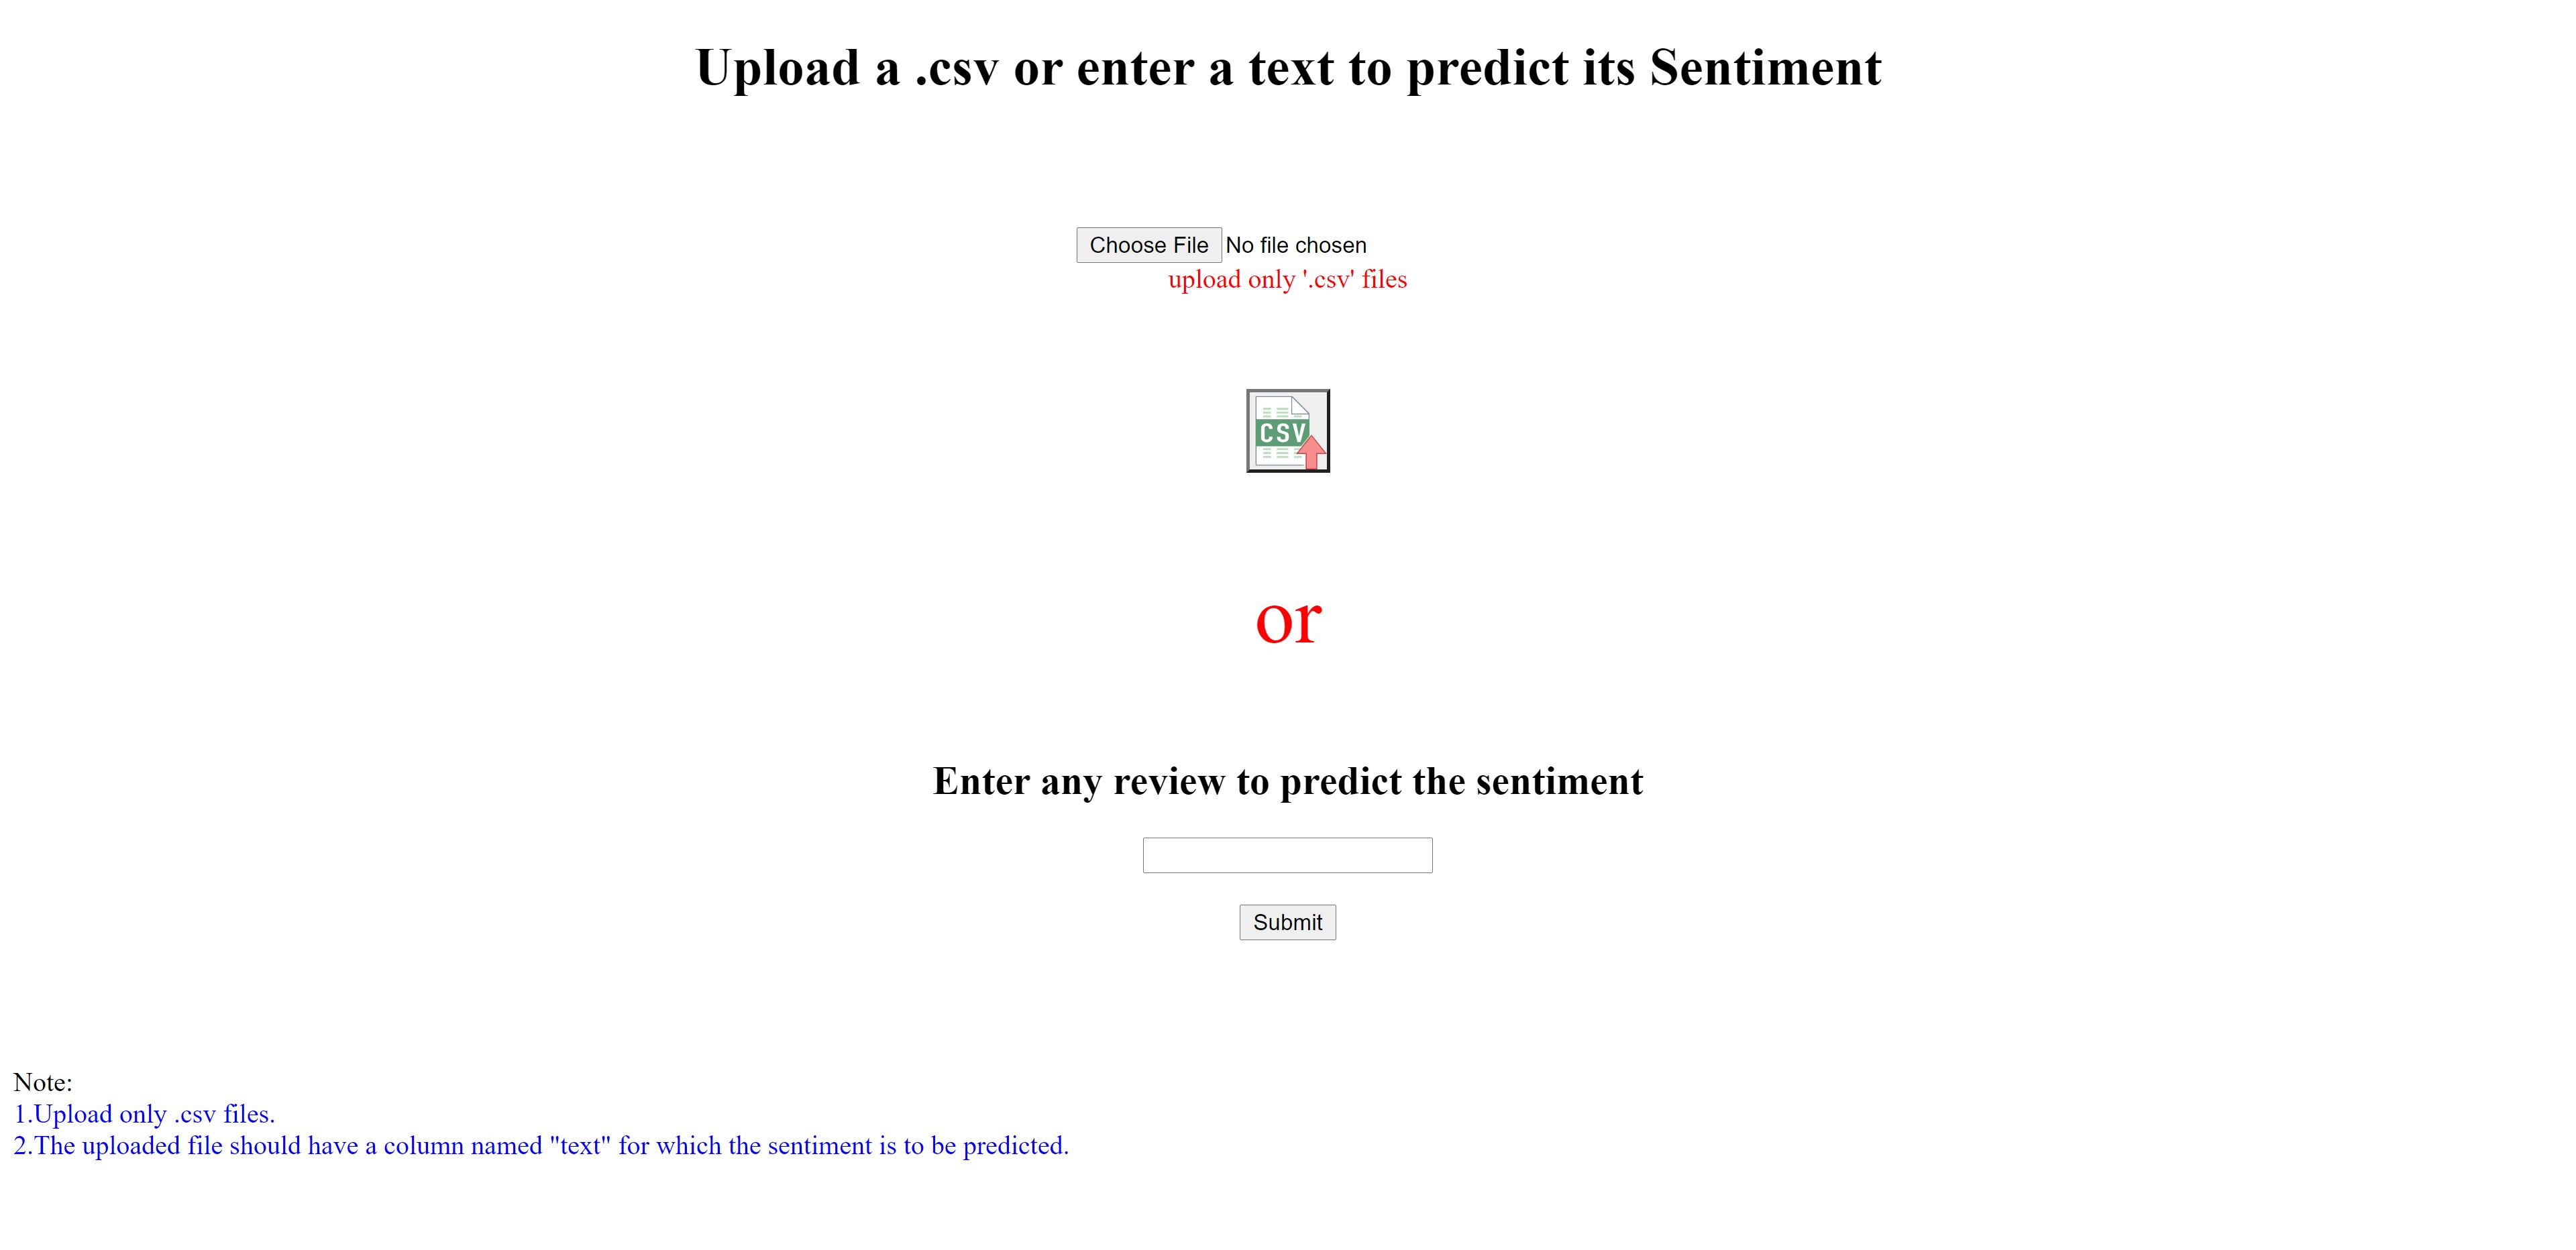 Upload a .csv or enter a text to predict its Sentiment
Choose File No file chosen
upload only '.csv' files
CSV
or
Enter any review to predict the sentiment
Submit
Note:
1.Upload only .csv files.
2.The uploaded file should have a column named "text" for which the sentiment is to be predicted.